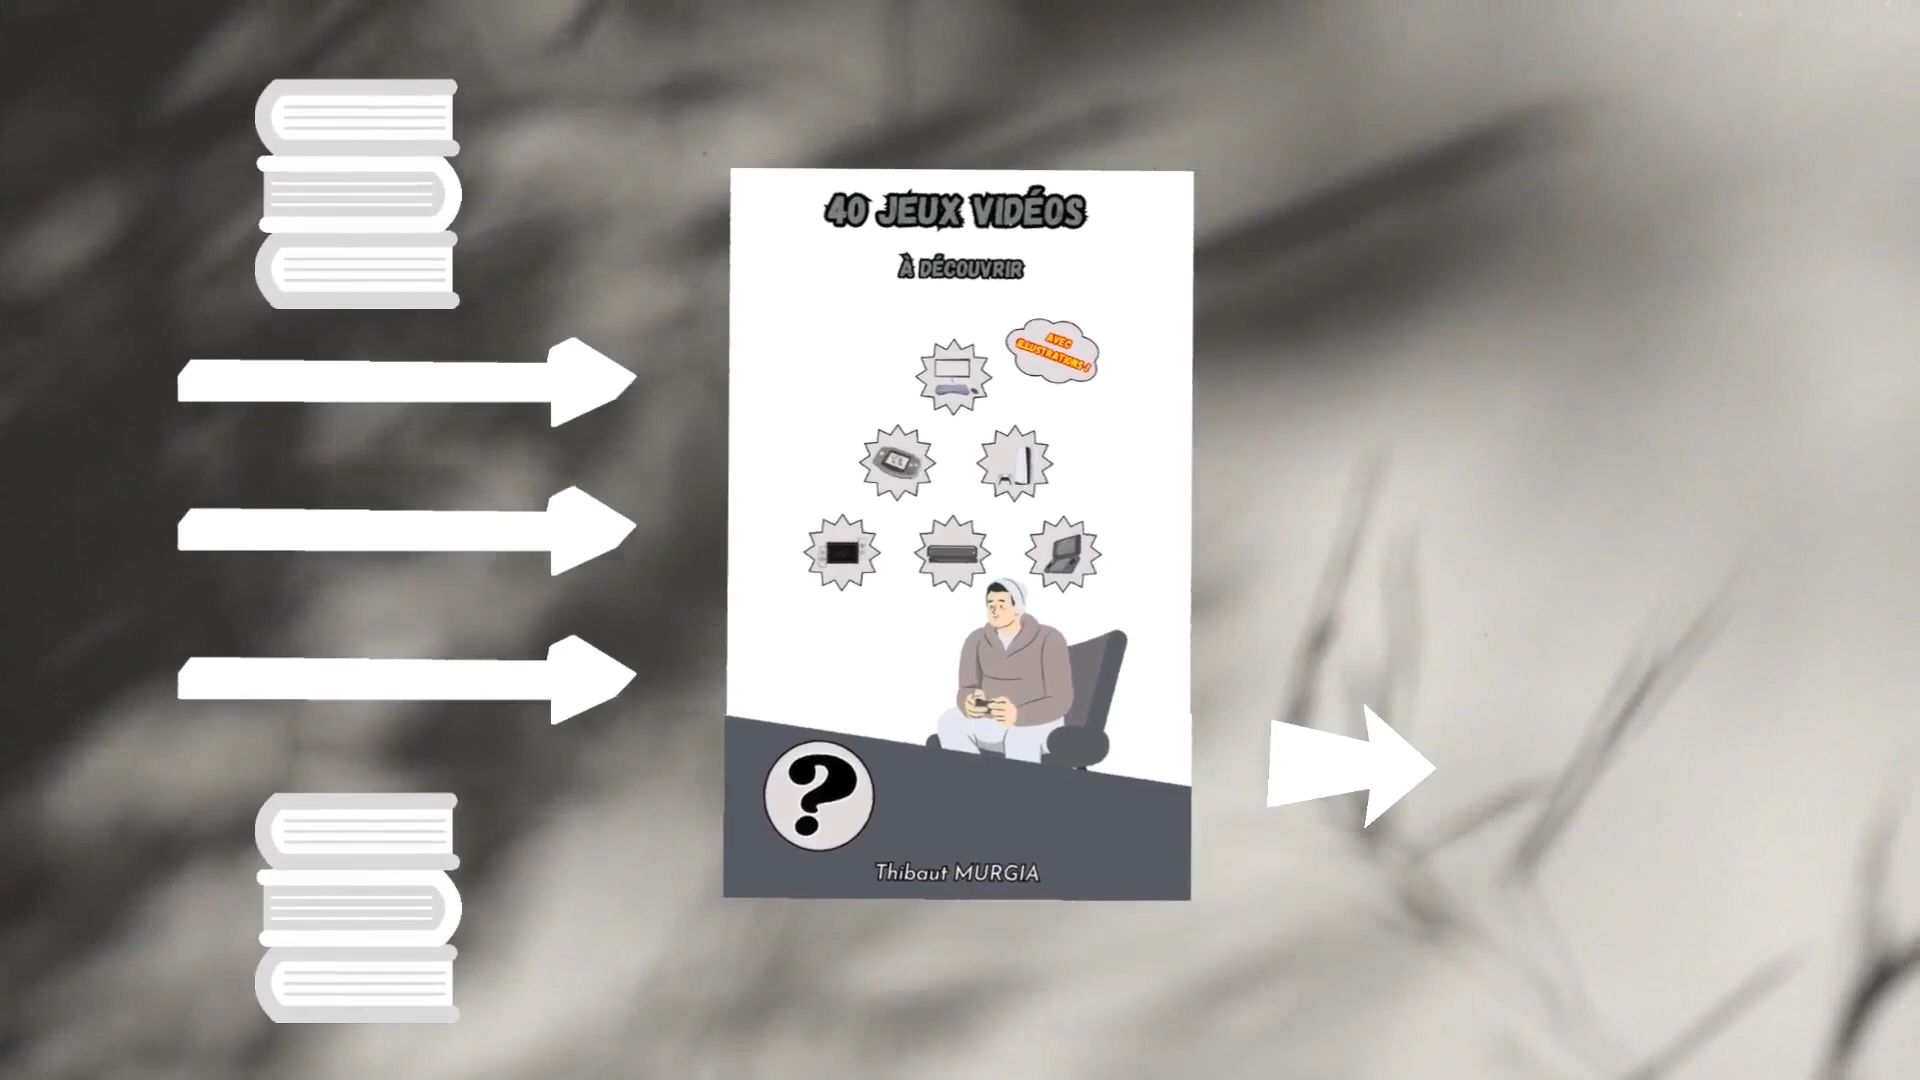 40 JEUX VIDÉOS
À DÉCOUVRIR
AVEC
ILLUSTRATIONS !
?
Thibaut MURGIA